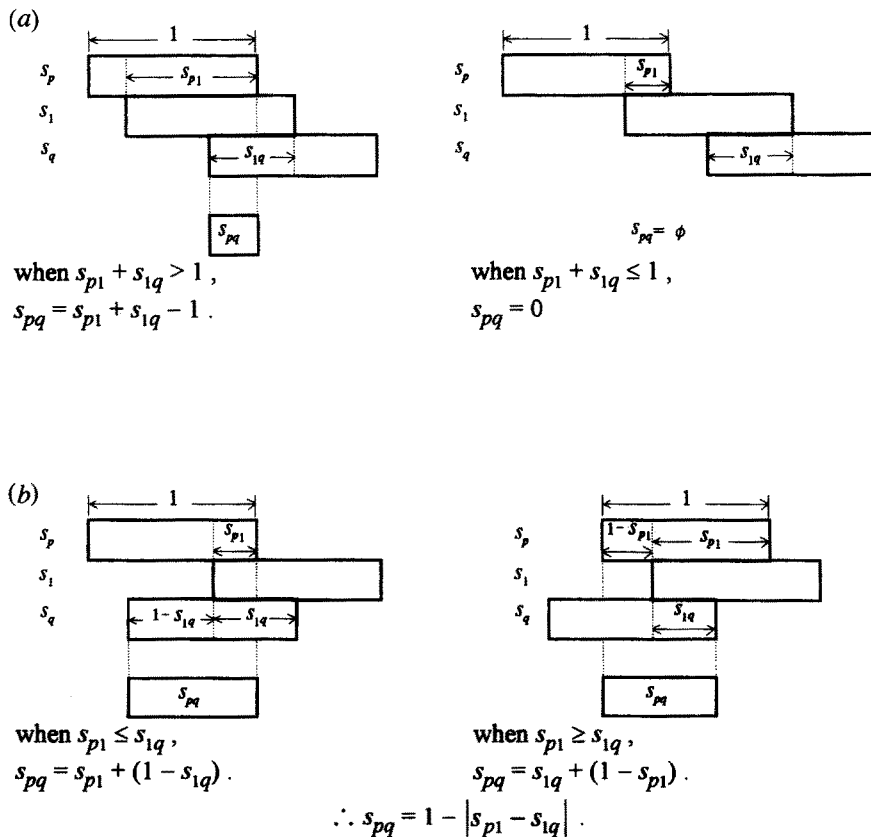 (a)
1
s_p
s_p1
s_1
s_q
s_1q
s_pq
when s_p1 + s_1q > 1 ,
s_pq = s_p1 + s_1q − 1 .
1
s_p
s_p1
s_1
s_q
s_1q
s_pq = φ
when s_p1 + s_1q ≤ 1 ,
s_pq = 0
(b)
1
s_p
s_p1
s_1
s_q
1− s_1q
s_1q
s_pq
when s_p1 ≤ s_1q ,
s_pq = s_p1 + (1 − s_1q) .
1
s_p
1−s_p1
s_p1
s_1
s_q
s_1q
s_pq
when s_p1 ≥ s_1q ,
s_pq = s_1q + (1 − s_p1) .
∴ s_pq = 1 − |s_p1 − s_1q| .